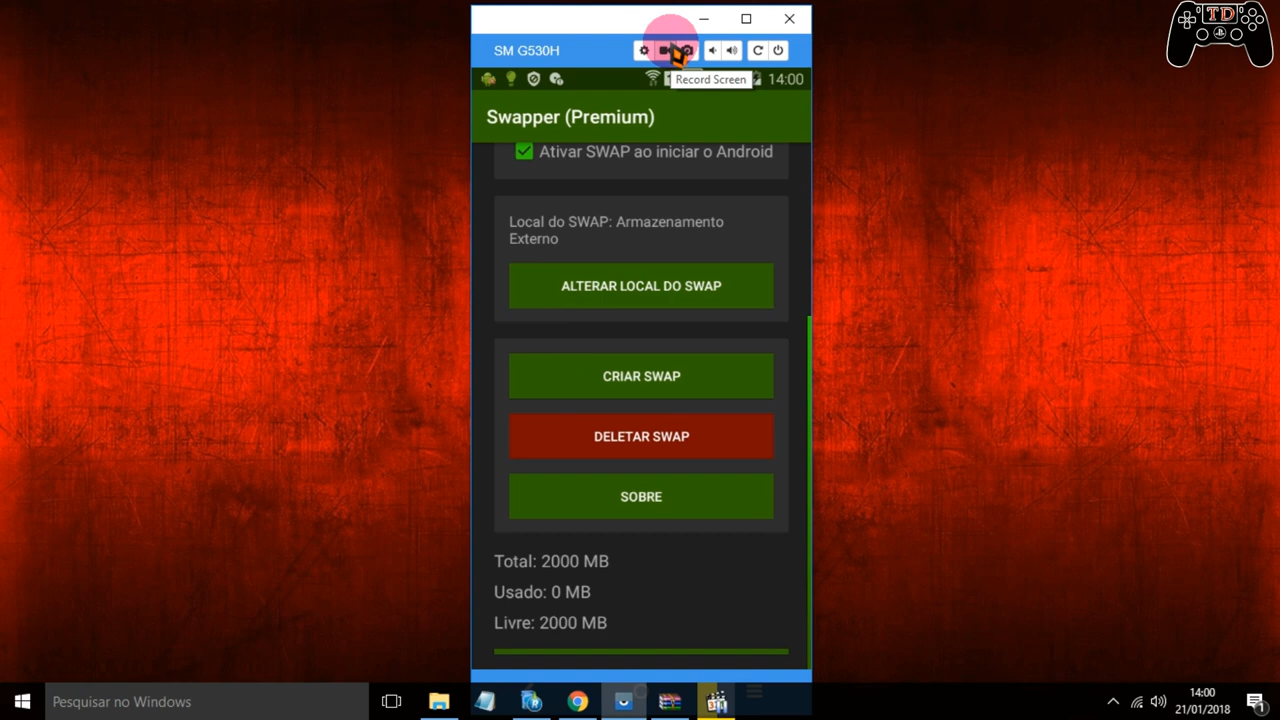 TD
SM G530H
Record Screen
14:00
Swapper (Premium)
Ativar SWAP ao iniciar o Android
Local do SWAP: Armazenamento
Externo
ALTERAR LOCAL DO SWAP
CRIAR SWAP
DELETAR SWAP
SOBRE
Total: 2000 MB
Usado: 0 MB
Livre: 2000 MB
Pesquisar no Windows
14:00
21/01/2018
1